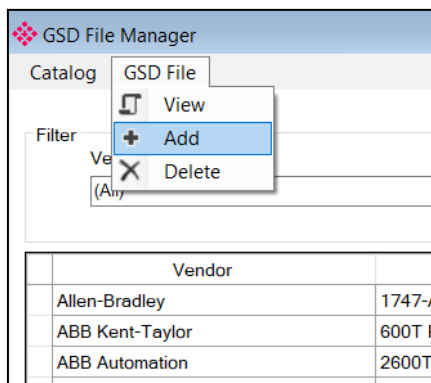 GSD File Manager
Catalog GSD File
View
Filter
Add
Delete
(All)
Vendor
Allen-Bradley 1747-
ABB Kent-Taylor 600T
ABB Automation 2600T